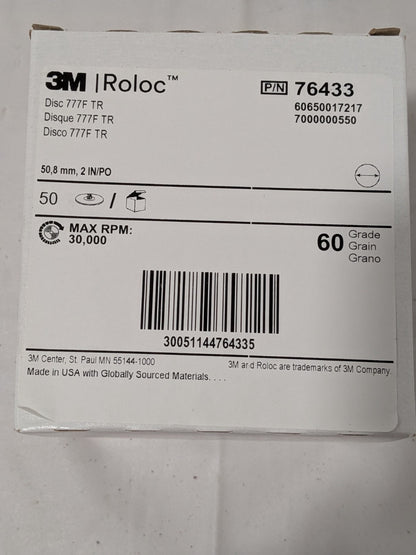 3M | Roloc™
P/N 76433
Disc 777F TR
60650017217
Disque 777F TR
7000000550
Disco 777F TR
50,8 mm, 2 IN/PO
50 /
MAX RPM:
30,000
60 Grade
Grain
Grano
30051144764335
3M Center, St. Paul MN 55144-1000
3M and Roloc are trademarks of 3M Company.
Made in USA with Globally Sourced Materials. . . .